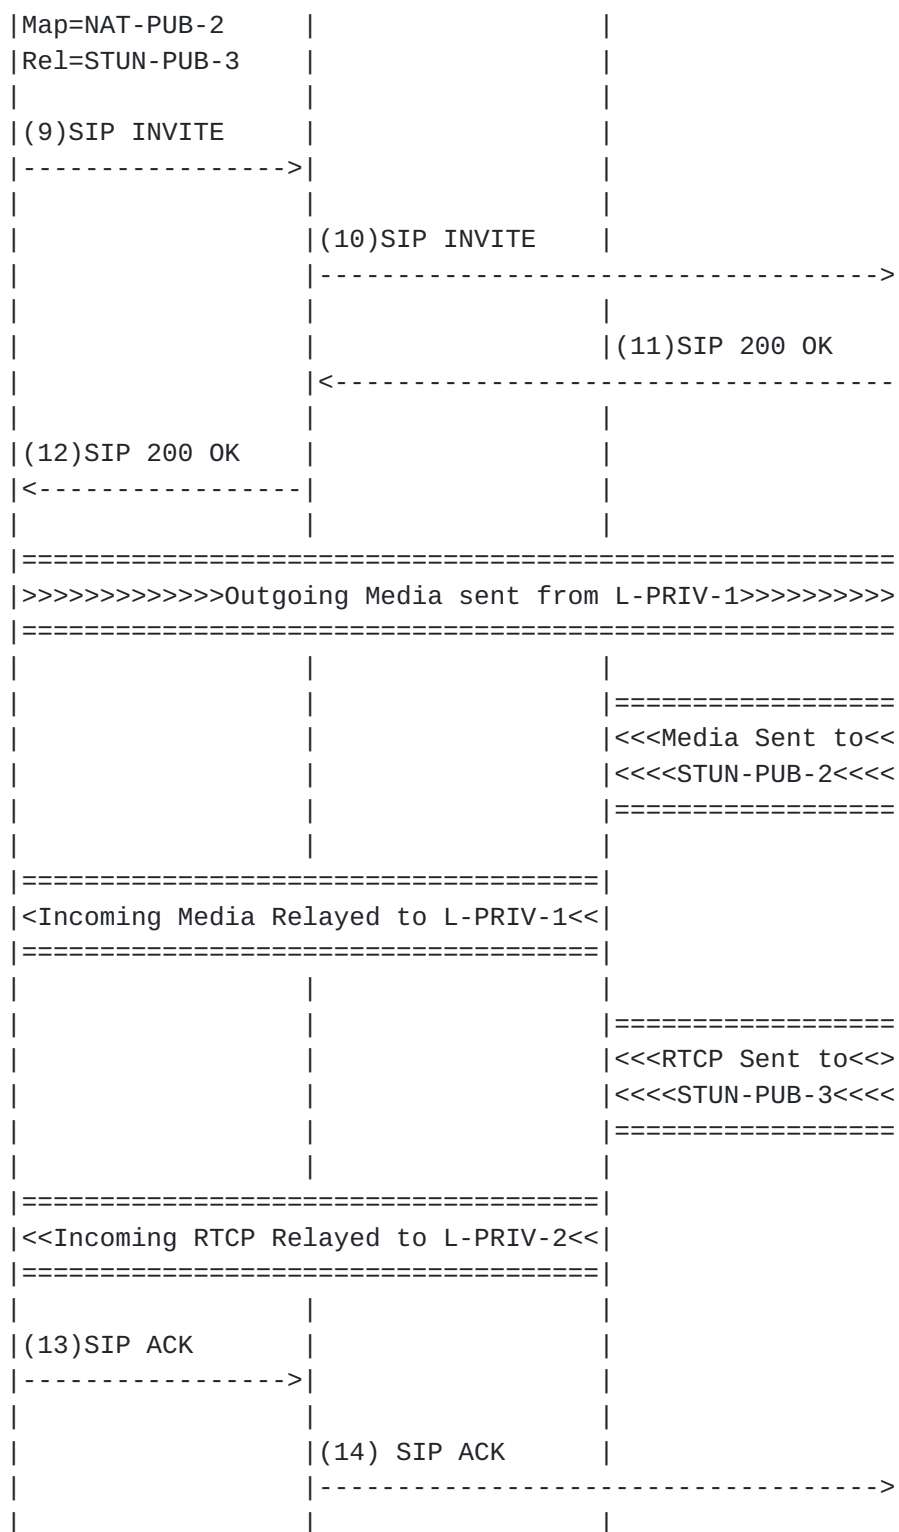 |Map=NAT-PUB-2     |                  |
|Rel=STUN-PUB-3    |                  |
|                  |                  |
|(9)SIP INVITE     |                  |
|----------------->|                  |
|                  |                  |
|                  |(10)SIP INVITE    |
|                  |------------------------------------>
|                  |                  |
|                  |                  |(11)SIP 200 OK
|                  |<------------------------------------
|                  |                  |
|(12)SIP 200 OK    |                  |
|<-----------------|                  |
|                  |                  |
|========================================================
|>>>>>>>>>>>>>Outgoing Media sent from L-PRIV-1>>>>>>>>>>
|========================================================
|                  |                  |
|                  |                  |==================
|                  |                  |<<<Media Sent to<<
|                  |                  |<<<<STUN-PUB-2<<<<
|                  |                  |==================
|                  |                  |
|=====================================|
|<Incoming Media Relayed to L-PRIV-1<<|
|=====================================|
|                  |                  |
|                  |                  |==================
|                  |                  |<<<RTCP Sent to<<>
|                  |                  |<<<<STUN-PUB-3<<<<
|                  |                  |==================
|                  |                  |
|=====================================|
|<<Incoming RTCP Relayed to L-PRIV-2<<|
|=====================================|
|                  |                  |
|(13)SIP ACK       |                  |
|----------------->|                  |
|                  |                  |
|                  |(14) SIP ACK      |
|                  |------------------------------------>
|                  |                  |